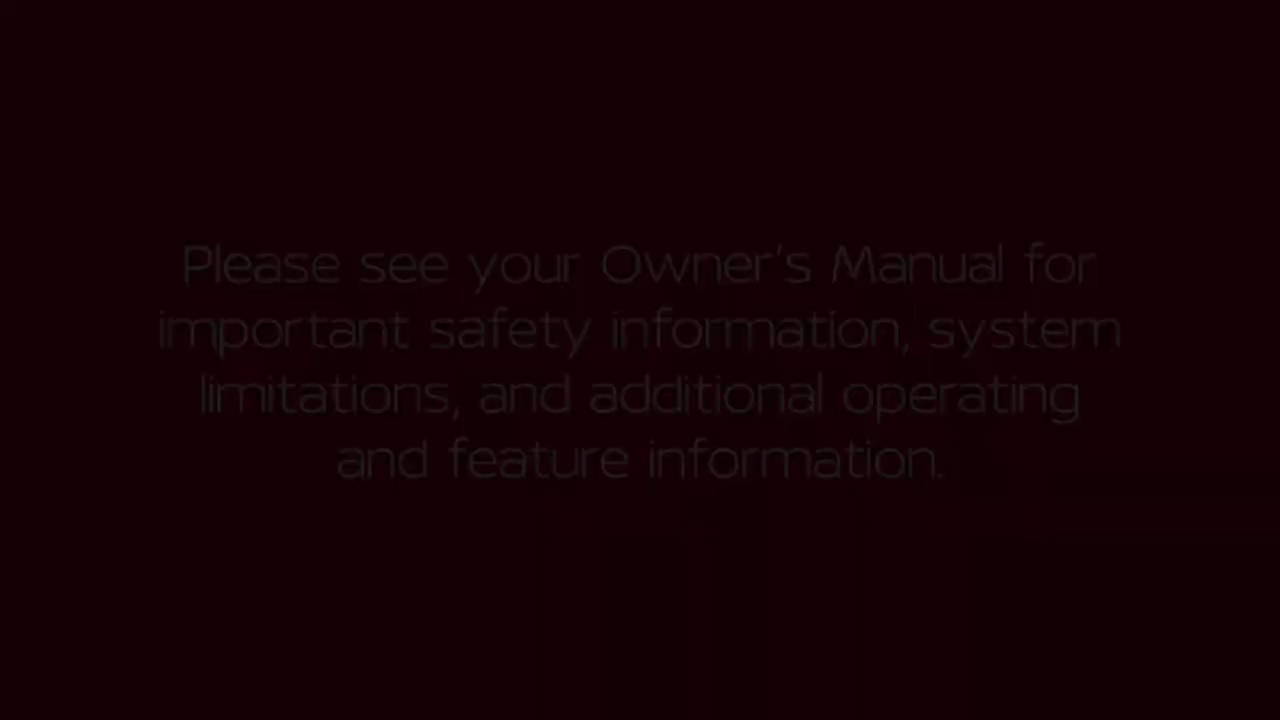 Please see your Owner's Manual for
important safety information, system
limitations, and additional operating
and feature information.